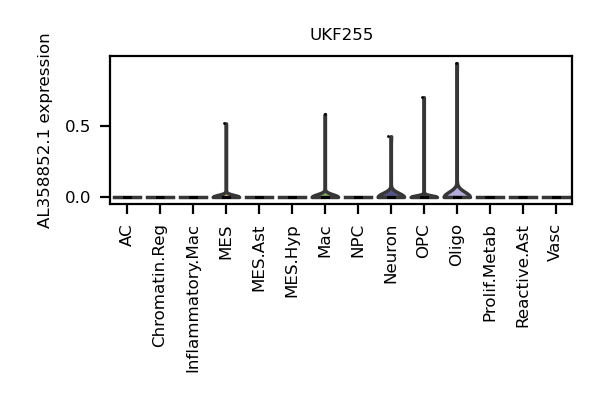 UKF255
AL358852.1 expression
0.5
0.0
AC
Chromatin.Reg
Inflammatory.Mac
MES
MES.Ast
MES.Hyp
Mac
NPC
Neuron
OPC
Oligo
Prolif.Metab
Reactive.Ast
Vasc